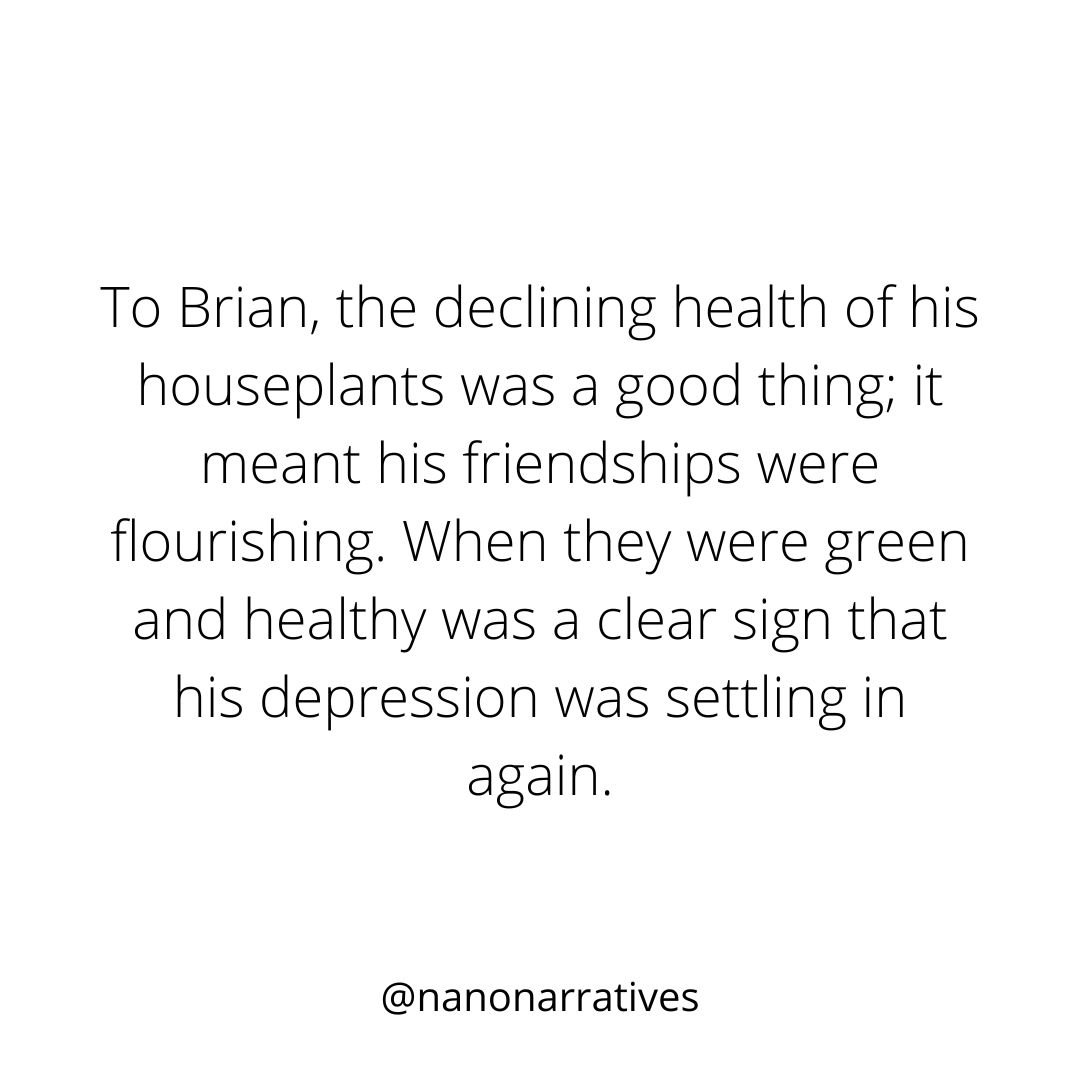 To Brian, the declining health of his
houseplants was a good thing; it
meant his friendships were
flourishing. When they were green
and healthy was a clear sign that
his depression was settling in
again.
@nanonarratives